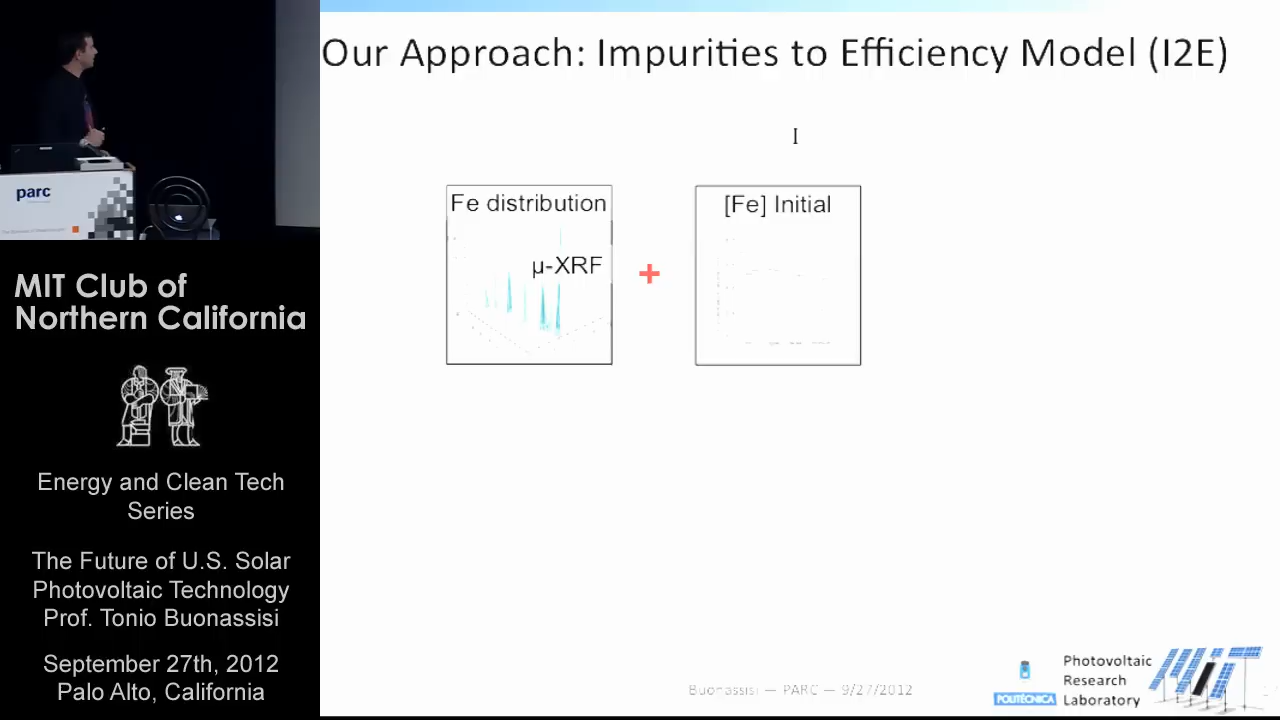 Our Approach: Impurities to Efficiency Model (I2E)
Fe distribution
μ-XRF
+
[Fe] Initial
parc
MIT Club of
Northern California
Energy and Clean Tech
Series
The Future of U.S. Solar
Photovoltaic Technology
Prof. Tonio Buonassisi
September 27th, 2012
Palo Alto, California
Buonassisi — PARC — 9/27/2012
POLITÉCNICA
Photovoltaic
Research
Laboratory
MIT